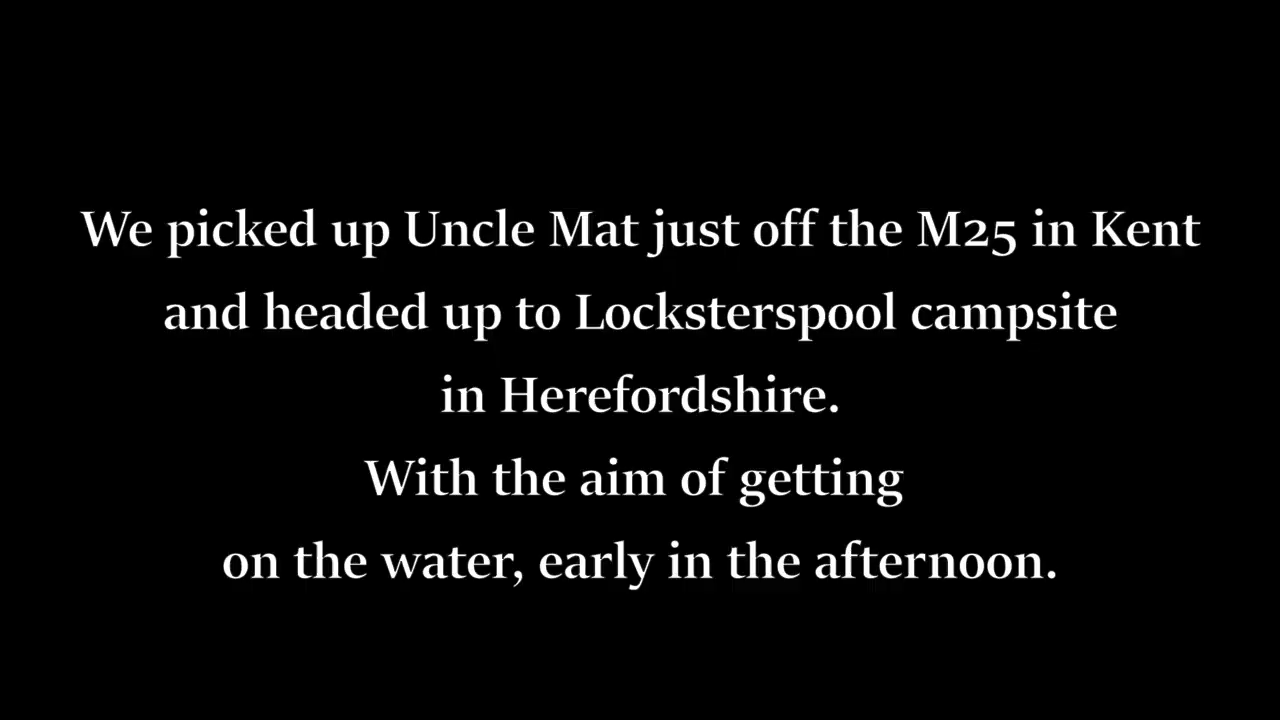 We picked up Uncle Mat just off the M25 in Kent
and headed up to Locksterspool campsite
in Herefordshire.
With the aim of getting
on the water, early in the afternoon.